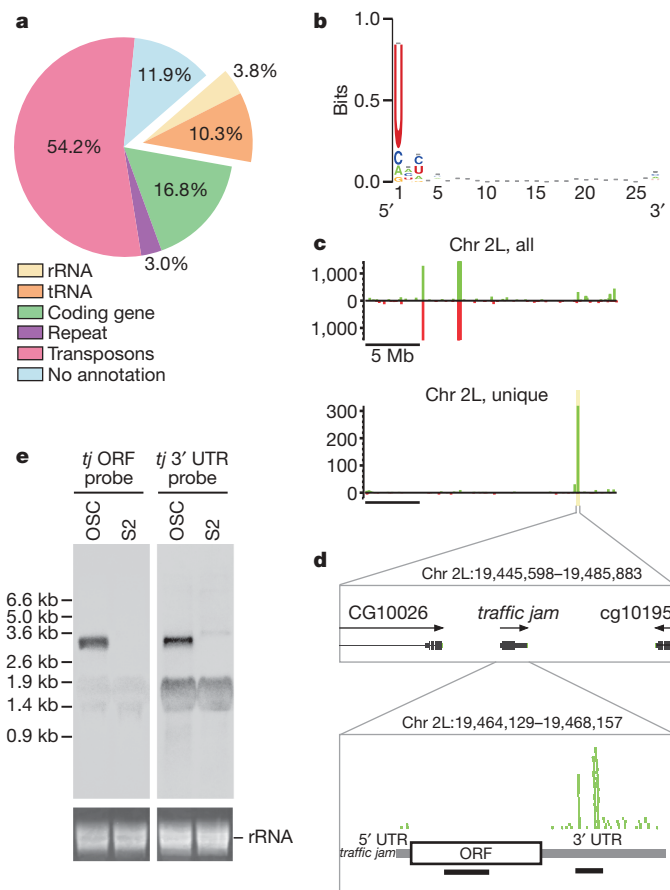 a
11.9%
3.8%
10.3%
54.2%
16.8%
3.0%
rRNA
tRNA
Coding gene
Repeat
Transposons
No annotation
b
Bits
1.0
0.5
0.0
U
C
A
C
U
1 5 10 15 20 25
5′ 3′
c
Chr 2L, all
1,000
0
1,000
5 Mb
Chr 2L, unique
300
200
100
0
d
Chr 2L:19,445,598–19,485,883
CG10026 traffic jam cg10195
Chr 2L:19,464,129–19,468,157
5′ UTR 3′ UTR
traffic jam ORF
e
tj ORF probe
tj 3′ UTR probe
OSC
S2
OSC
S2
6.6 kb
5.0 kb
3.6 kb
2.6 kb
1.9 kb
1.4 kb
0.9 kb
rRNA